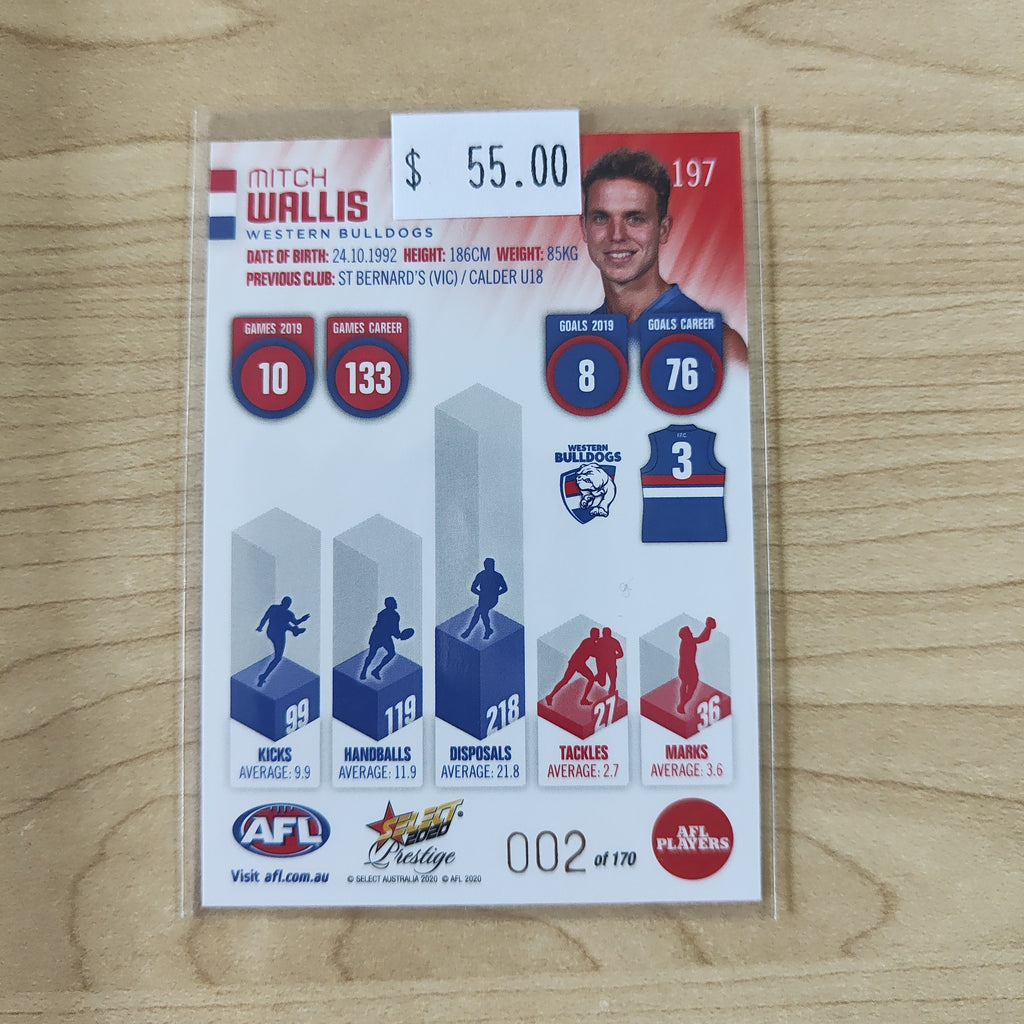 $ 55.00
MITCH
WALLIS
WESTERN BULLDOGS
197
DATE OF BIRTH: 24.10.1992 HEIGHT: 186CM WEIGHT: 85KG
PREVIOUS CLUB: ST BERNARD'S (VIC) / CALDER U18
GAMES 2019
10
GAMES CAREER
133
GOALS 2019
8
GOALS CAREER
76
WESTERN
BULLDOGS
3
99
KICKS
AVERAGE: 9.9
119
HANDBALLS
AVERAGE: 11.9
218
DISPOSALS
AVERAGE: 21.8
27
TACKLES
AVERAGE: 2.7
36
MARKS
AVERAGE: 3.6
AFL
Visit afl.com.au
SELECT
2020
Prestige
© SELECT AUSTRALIA 2020 © AFL 2020
002 of 170
AFL
PLAYERS